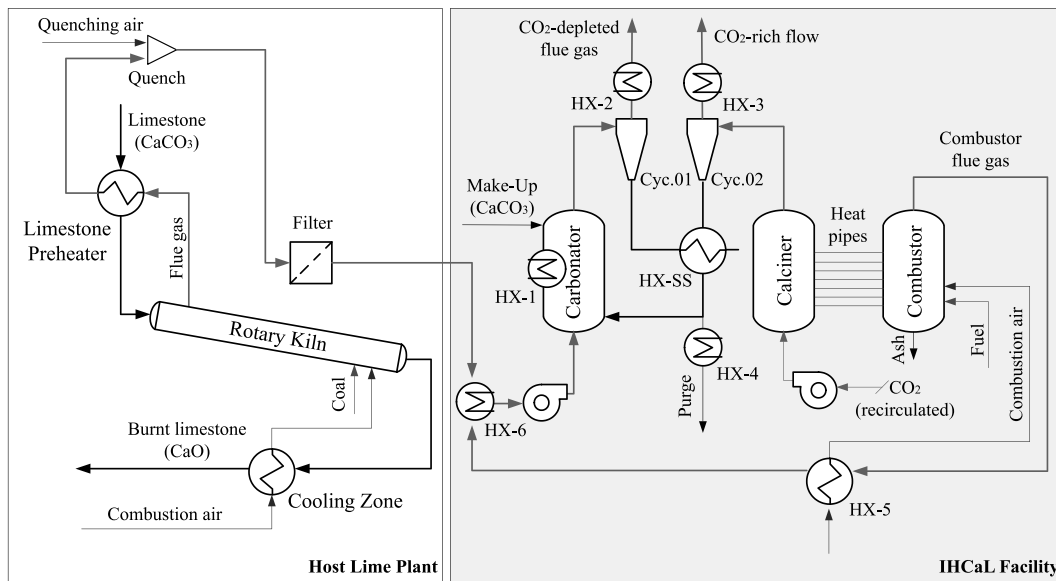 Quenching air
Quench
Limestone
(CaCO₃)
Limestone
Preheater
Flue gas
Filter
Rotary Kiln
Coal
Burnt limestone
(CaO)
Cooling Zone
Combustion air
Host Lime Plant
CO₂-depleted
flue gas
CO₂-rich flow
HX-2
HX-3
Cyc.01
Cyc.02
Make-Up
(CaCO₃)
HX-1
Carbonator
HX-SS
HX-4
Purge
HX-6
Calciner
Heat
pipes
Combustor
Combustor
flue gas
Ash
Fuel
Combustion air
CO₂
(recirculated)
HX-5
IHCaL Facility